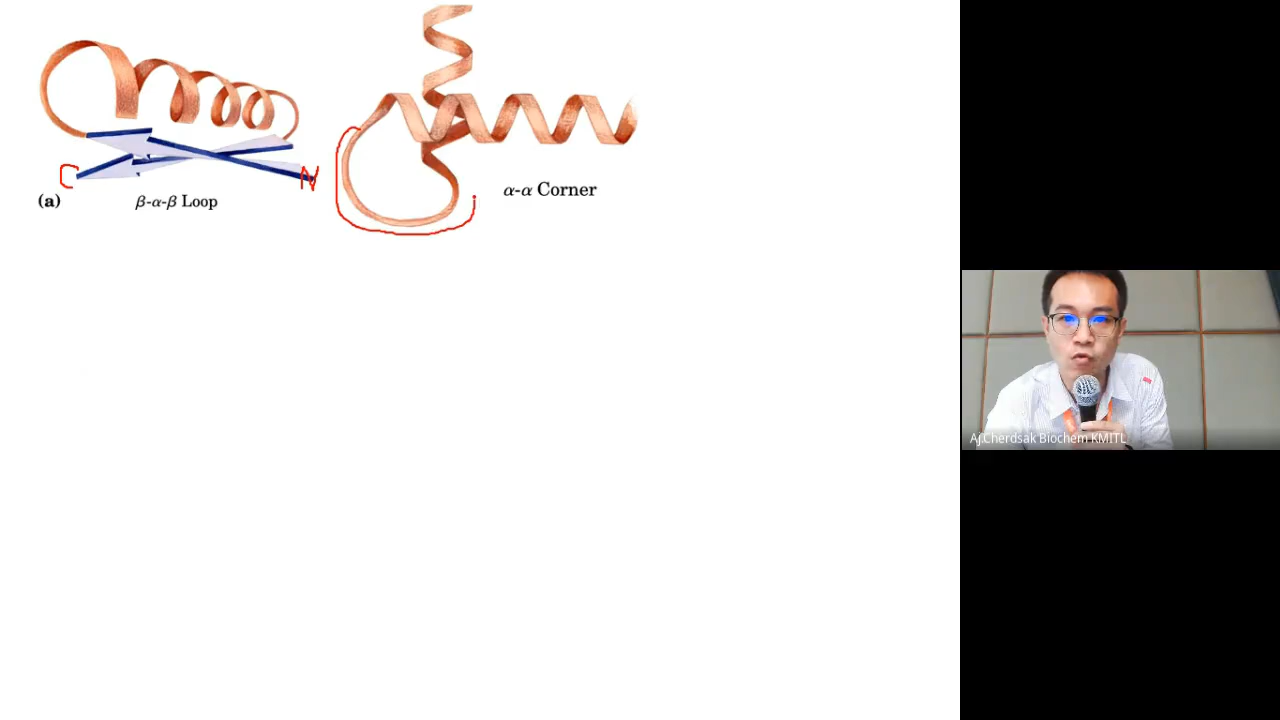 C
N
(a)
β-α-β Loop
α-α Corner
Aj.Cherdsak Biochem KMITL